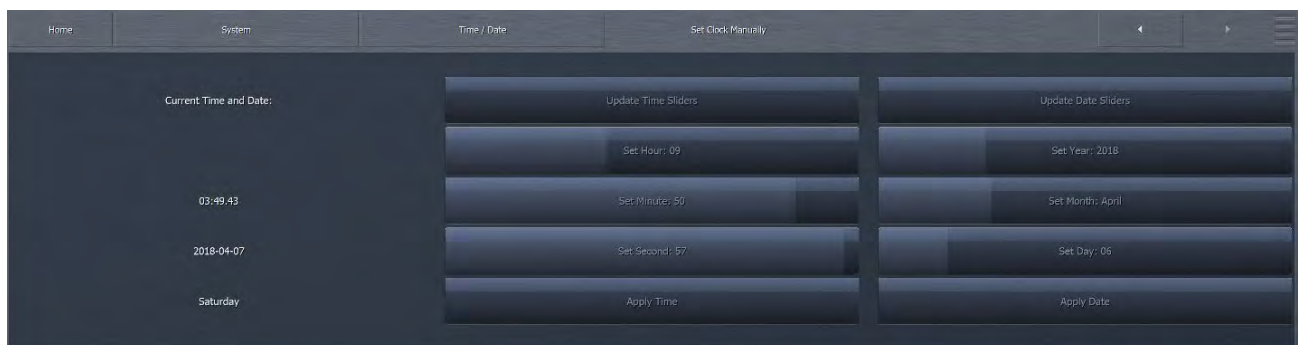 Home System Time / Date Set Clock Manually
Current Time and Date: Update Time Sliders Update Date Sliders
Set Hour: 09 Set Year: 2018
03:49.43 Set Minute: 50 Set Month: April
2018-04-07 Set Second: 57 Set Day: 06
Saturday Apply Time Apply Date